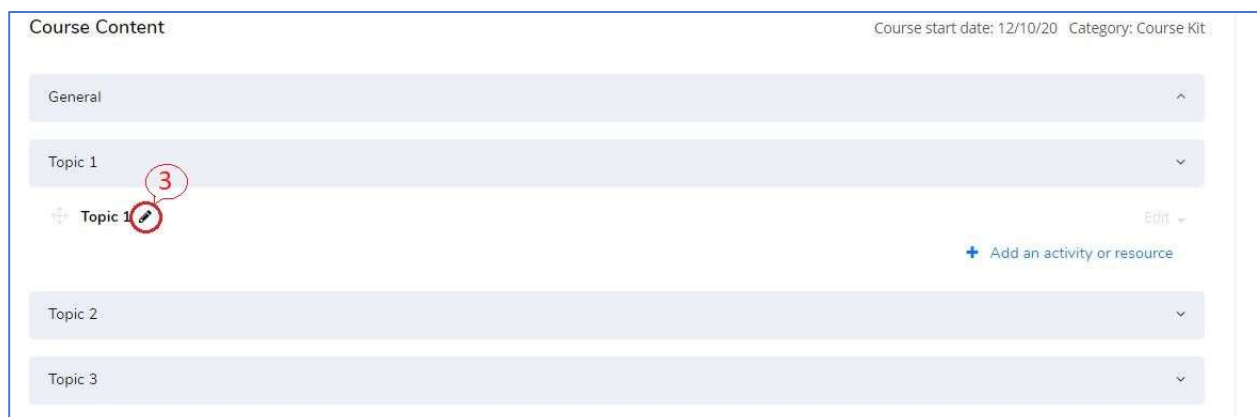 Course Content
Course start date: 12/10/20 Category: Course Kit
General
Topic 1
3
Topic 1
Edit
Add an activity or resource
Topic 2
Topic 3